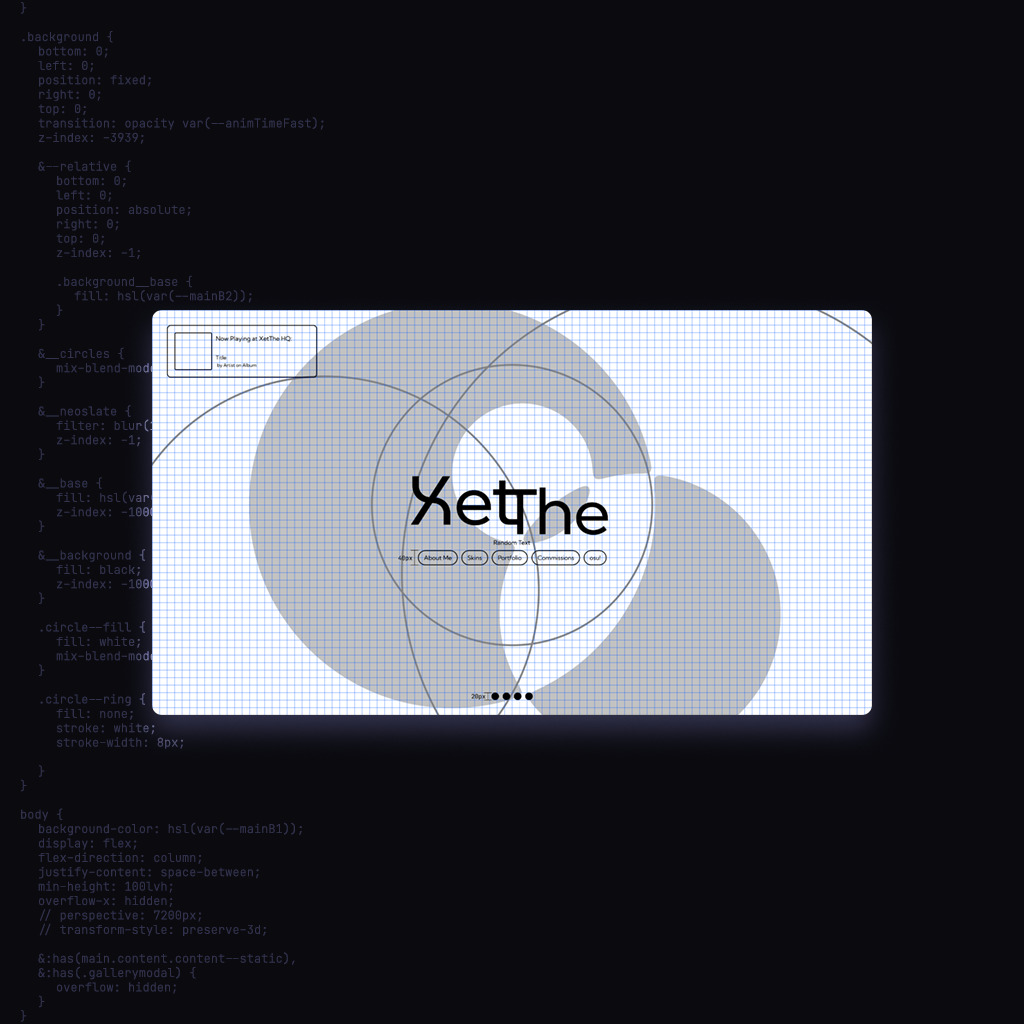 }
.background {
bottom: 0;
left: 0;
position: fixed;
right: 0;
top: 0;
transition: opacity var(--animTimeFast);
z-index: -3939;
&--relative {
bottom: 0;
left: 0;
position: absolute;
right: 0;
top: 0;
z-index: -1;
.background__base {
fill: hsl(var(--mainB2));
}
}
&__circles {
mix-blend-mode
}
&__neoslate {
filter: blur(
z-index: -1;
}
&__base {
fill: hsl(var
z-index: -1000
}
&__background {
fill: black;
z-index: -1000
}
.circle--fill {
fill: white;
mix-blend-mode
}
.circle--ring {
fill: none;
stroke: white;
stroke-width: 8px;
}
}
body {
background-color: hsl(var(--mainB1));
display: flex;
flex-direction: column;
justify-content: space-between;
min-height: 100lvh;
overflow-x: hidden;
// perspective: 7200px;
// transform-style: preserve-3d;
&:has(main.content.content--static),
&:has(.gallerymodal) {
overflow: hidden;
}
}
Now Playing at XetThe HQ:
Title
by Artist on Album
XetThe
Random Text
40px About Me Skins Portfolio Commissions osu!
20px